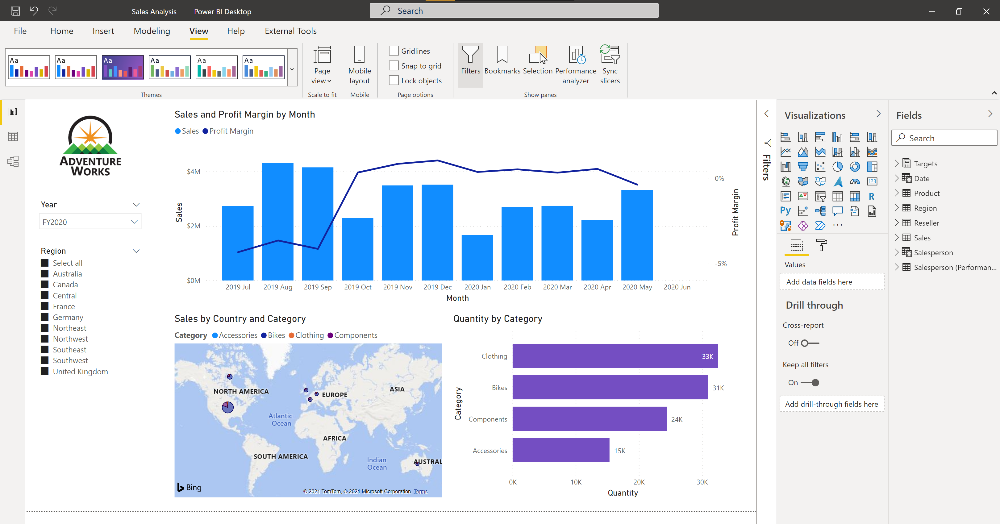 Sales Analysis
Power BI Desktop
Search
File
Home
Insert
Modeling
View
Help
External Tools
Aa
Aa
Aa
Aa
Aa
Aa
Themes
Page
view
Scale to fit
Mobile
layout
Mobile
Gridlines
Snap to grid
Lock objects
Page options
Filters
Bookmarks
Selection
Performance
analyzer
Sync
slicers
Show panes
ADVENTURE
WORKS
Year
FY2020
Region
Select all
Australia
Canada
Central
France
Germany
Northeast
Northwest
Southeast
Southwest
United Kingdom
Sales and Profit Margin by Month
Sales
Profit Margin
$4M
$2M
$0M
Sales
0%
-5%
Profit Margin
2019 Jul
2019 Aug
2019 Sep
2019 Oct
2019 Nov
2019 Dec
2020 Jan
2020 Feb
2020 Mar
2020 Apr
2020 May
2020 Jun
Month
Sales by Country and Category
Category
Accessories
Bikes
Clothing
Components
NORTH AMERICA
EUROPE
ASIA
Atlantic
Ocean
AFRICA
SOUTH AMERICA
Indian
Ocean
AUSTRAL
Bing
© 2021 TomTom, © 2021 Microsoft Corporation Terms
Quantity by Category
Category
Clothing
33K
Bikes
31K
Components
24K
Accessories
15K
0K
10K
20K
30K
Quantity
Filters
Visualizations
123
R
Py
Values
Add data fields here
Drill through
Cross-report
Off
Keep all filters
On
Add drill-through fields here
Fields
Search
Targets
Date
Product
Region
Reseller
Sales
Salesperson
Salesperson (Performan...